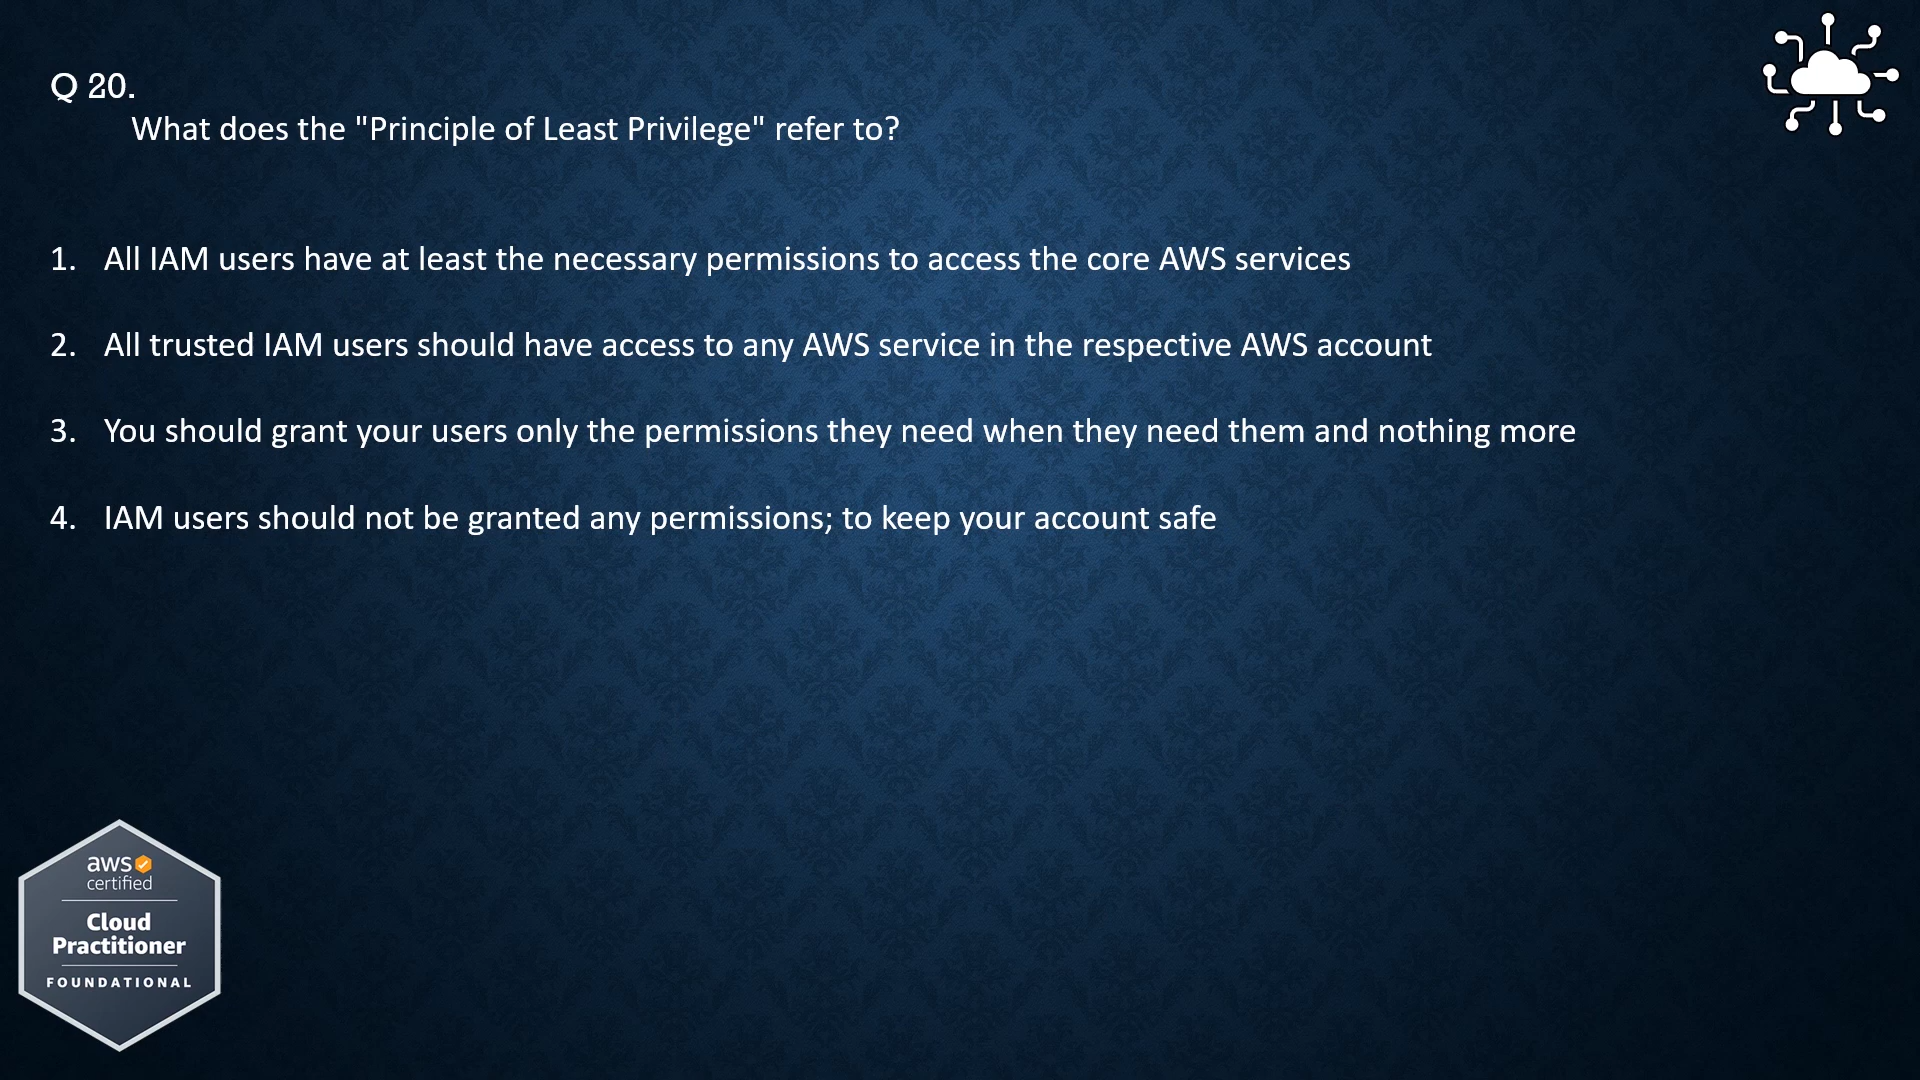 Q 20.
What does the "Principle of Least Privilege" refer to?
1. All IAM users have at least the necessary permissions to access the core AWS services
2. All trusted IAM users should have access to any AWS service in the respective AWS account
3. You should grant your users only the permissions they need when they need them and nothing more
4. IAM users should not be granted any permissions; to keep your account safe
aws
certified
Cloud
Practitioner
FOUNDATIONAL